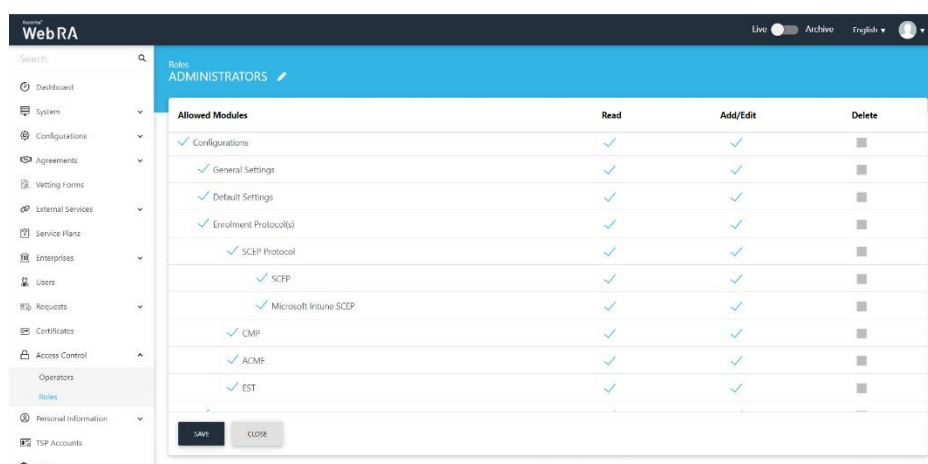 Ascertia
WebRA
Live Archive English
Search
Roles
ADMINISTRATORS
Dashboard
System
Configurations
Agreements
Vetting Forms
External Services
Service Plans
Enterprises
Users
Requests
Certificates
Access Control
Operators
Roles
Personal Information
TSP Accounts
Allowed Modules Read Add/Edit Delete
Configurations
General Settings
Default Settings
Enrolment Protocol(s)
SCEP Protocol
SCEP
Microsoft Intune SCEP
CMP
ACME
EST
SAVE CLOSE